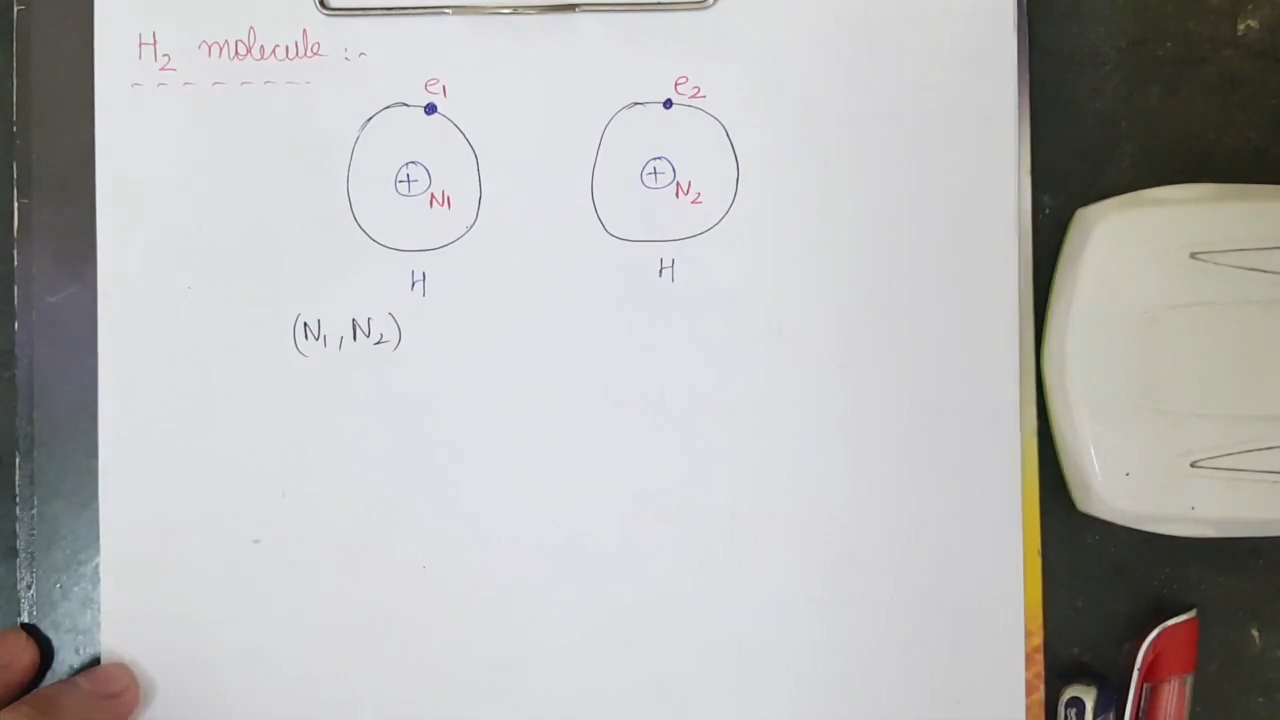 H₂ molecule :-
e₁ e₂
+ +
N₁ N₂
H H
(N₁, N₂)